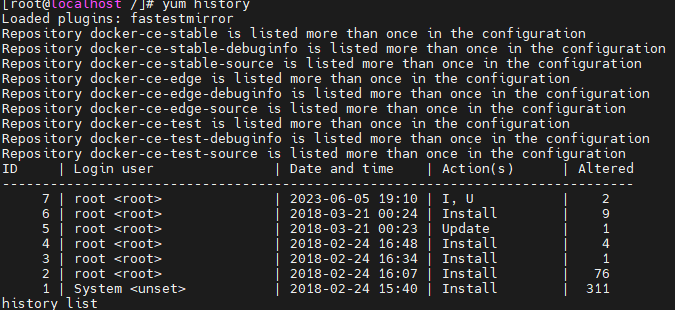 [root@localhost /]# yum history
Loaded plugins: fastestmirror
Repository docker-ce-stable is listed more than once in the configuration
Repository docker-ce-stable-debuginfo is listed more than once in the configuration
Repository docker-ce-stable-source is listed more than once in the configuration
Repository docker-ce-edge is listed more than once in the configuration
Repository docker-ce-edge-debuginfo is listed more than once in the configuration
Repository docker-ce-edge-source is listed more than once in the configuration
Repository docker-ce-test is listed more than once in the configuration
Repository docker-ce-test-debuginfo is listed more than once in the configuration
Repository docker-ce-test-source is listed more than once in the configuration
ID     | Login user               | Date and time    | Action(s)      | Altered
-------------------------------------------------------------------------------
     7 | root <root>              | 2023-06-05 19:10 | I, U           |    2
     6 | root <root>              | 2018-03-21 00:24 | Install        |    9
     5 | root <root>              | 2018-03-21 00:23 | Update         |    1
     4 | root <root>              | 2018-02-24 16:48 | Install        |    4
     3 | root <root>              | 2018-02-24 16:34 | Install        |    1
     2 | root <root>              | 2018-02-24 16:07 | Install        |   76
     1 | System <unset>           | 2018-02-24 15:40 | Install        |  311
history list